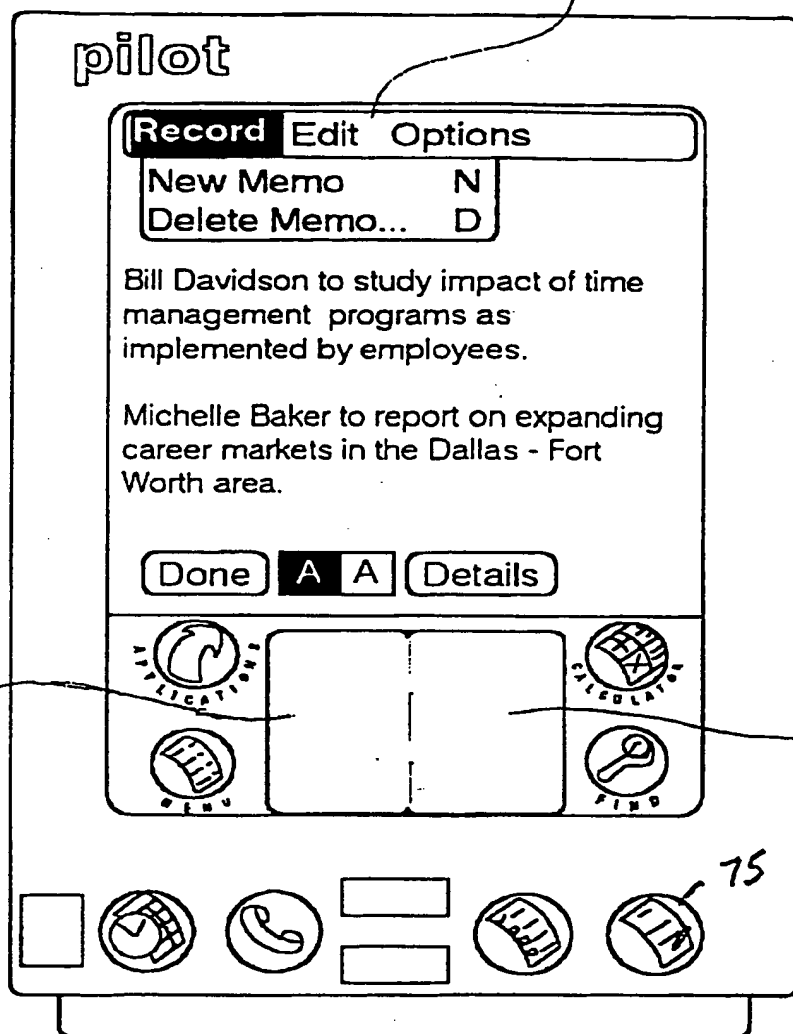 pilot
Record Edit Options
New Memo N
Delete Memo... D
Bill Davidson to study impact of time
management programs as
implemented by employees.
Michelle Baker to report on expanding
career markets in the Dallas - Fort
Worth area.
Done A A Details
APPLICATIONS CALCULATOR
MENU FIND
75